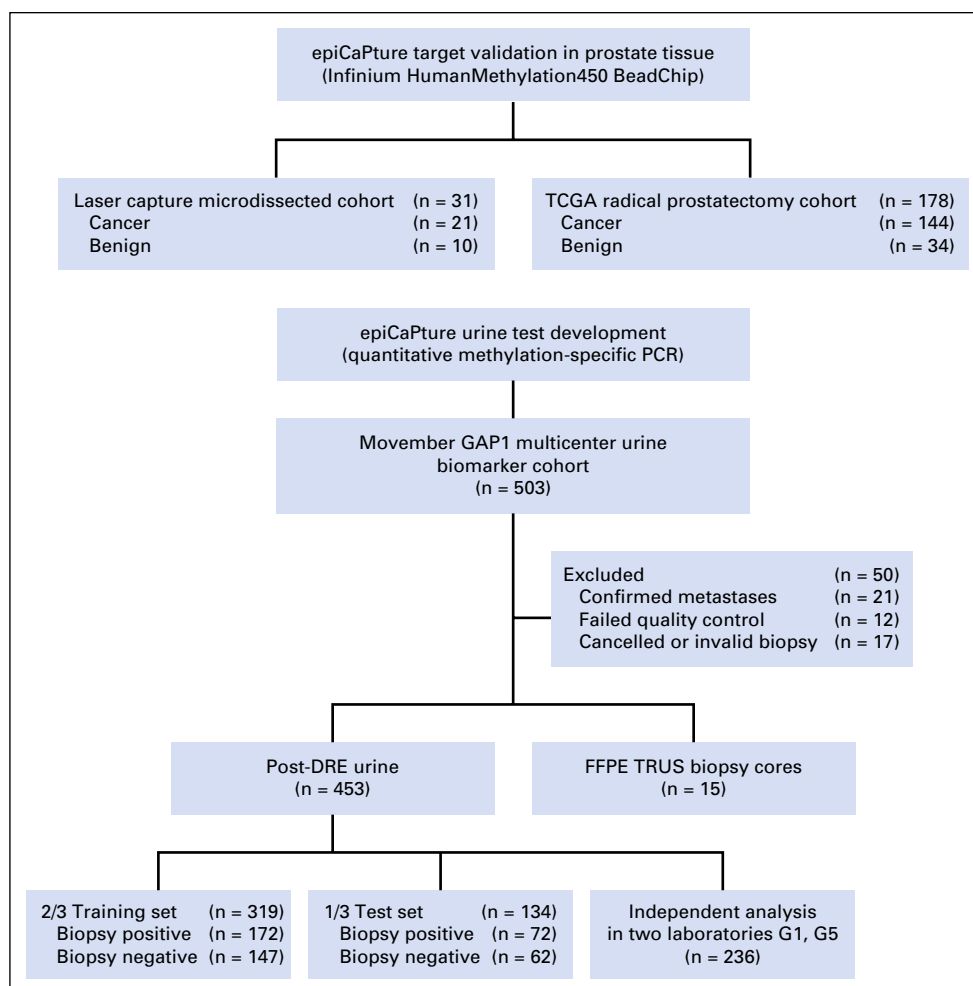 epiCaPture target validation in prostate tissue
(Infinium HumanMethylation450 BeadChip)
Laser capture microdissected cohort (n = 31)
Cancer (n = 21)
Benign (n = 10)
TCGA radical prostatectomy cohort (n = 178)
Cancer (n = 144)
Benign (n = 34)
epiCaPture urine test development
(quantitative methylation-specific PCR)
Movember GAP1 multicenter urine
biomarker cohort
(n = 503)
Excluded (n = 50)
Confirmed metastases (n = 21)
Failed quality control (n = 12)
Cancelled or invalid biopsy (n = 17)
Post-DRE urine
(n = 453)
FFPE TRUS biopsy cores
(n = 15)
2/3 Training set (n = 319)
Biopsy positive (n = 172)
Biopsy negative (n = 147)
1/3 Test set (n = 134)
Biopsy positive (n = 72)
Biopsy negative (n = 62)
Independent analysis
in two laboratories G1, G5
(n = 236)